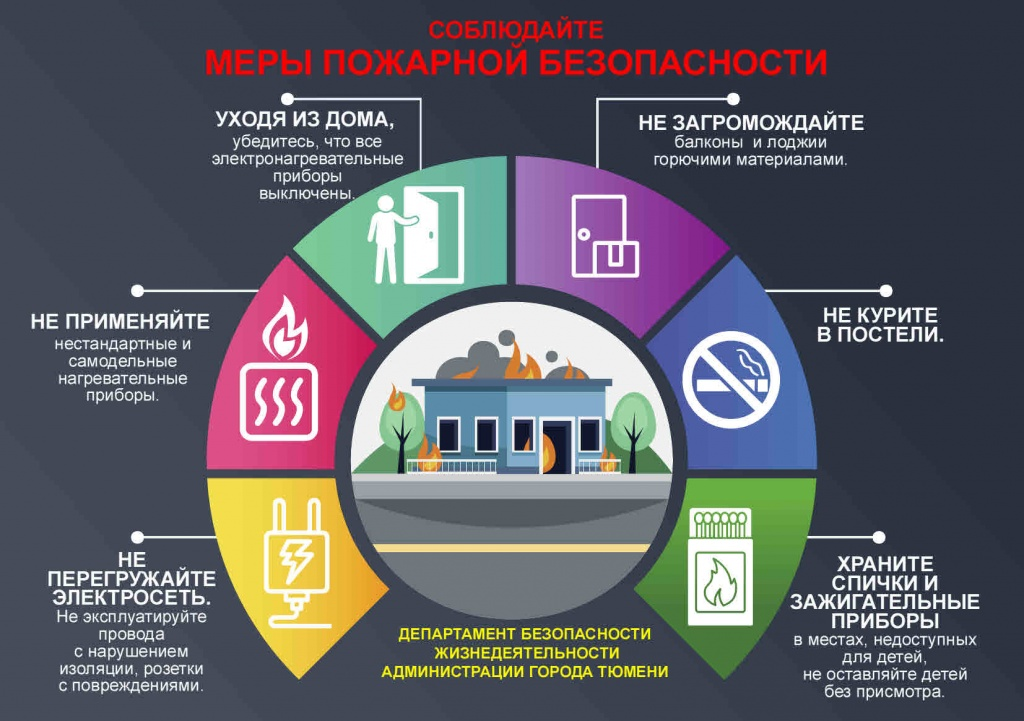 СОБЛЮДАЙТЕ
МЕРЫ ПОЖАРНОЙ БЕЗОПАСНОСТИ
УХОДЯ ИЗ ДОМА,
убедитесь, что все
электронагревательные
приборы
выключены.
НЕ ЗАГРОМОЖДАЙТЕ
балконы и лоджии
горючими материалами.
НЕ ПРИМЕНЯЙТЕ
нестандартные и
самодельные
нагревательные
приборы.
НЕ КУРИТЕ
В ПОСТЕЛИ.
НЕ
ПЕРЕГРУЖАЙТЕ
ЭЛЕКТРОСЕТЬ.
Не эксплуатируйте
провода
с нарушением
изоляции, розетки
с повреждениями.
ХРАНИТЕ
СПИЧКИ И
ЗАЖИГАТЕЛЬНЫЕ
ПРИБОРЫ
в местах, недоступных
для детей,
не оставляйте детей
без присмотра.
ДЕПАРТАМЕНТ БЕЗОПАСНОСТИ
ЖИЗНЕДЕЯТЕЛЬНОСТИ
АДМИНИСТРАЦИИ ГОРОДА ТЮМЕНИ